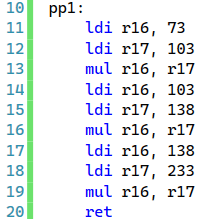 10 pp1:
11 ldi r16, 73
12 ldi r17, 103
13 mul r16, r17
14 ldi r16, 103
15 ldi r17, 138
16 mul r16, r17
17 ldi r16, 138
18 ldi r17, 233
19 mul r16, r17
20 ret